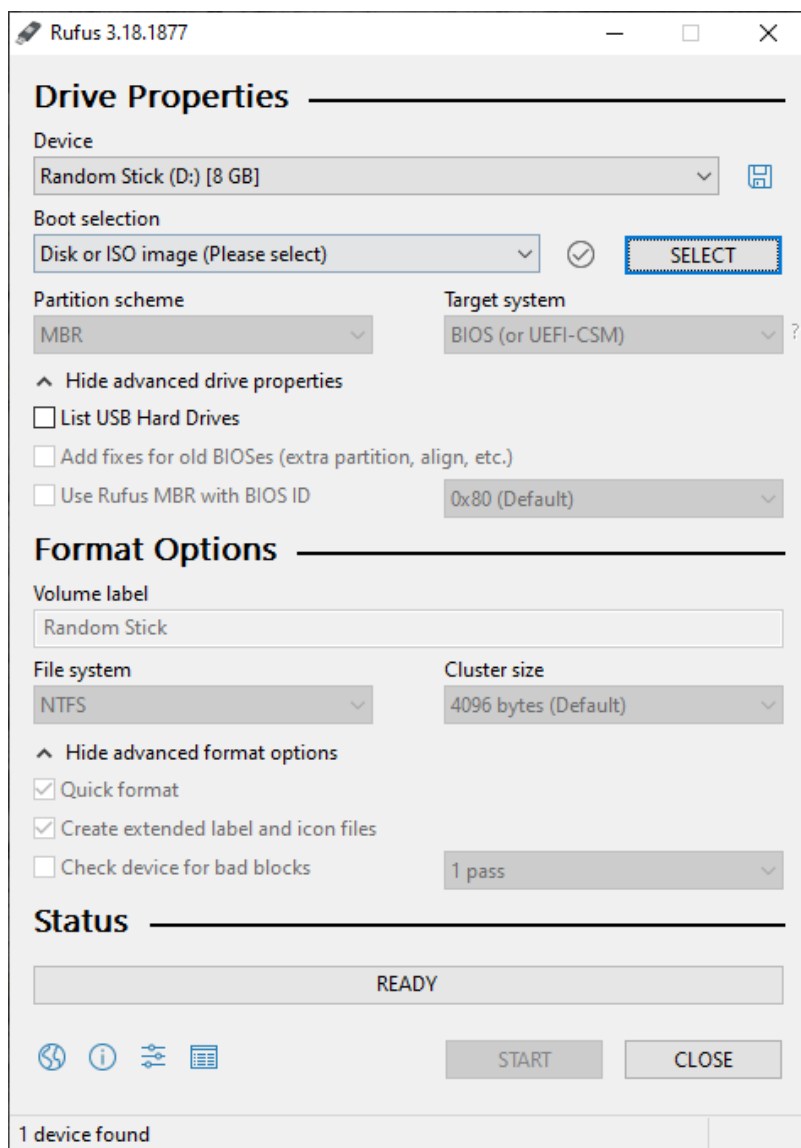 Rufus 3.18.1877
Drive Properties
Device
Random Stick (D:) [8 GB]
Boot selection
Disk or ISO image (Please select)
SELECT
Partition scheme
Target system
MBR
BIOS (or UEFI-CSM)
?
Hide advanced drive properties
List USB Hard Drives
Add fixes for old BIOSes (extra partition, align, etc.)
Use Rufus MBR with BIOS ID
0x80 (Default)
Format Options
Volume label
Random Stick
File system
Cluster size
NTFS
4096 bytes (Default)
Hide advanced format options
Quick format
Create extended label and icon files
Check device for bad blocks
1 pass
Status
READY
START
CLOSE
1 device found